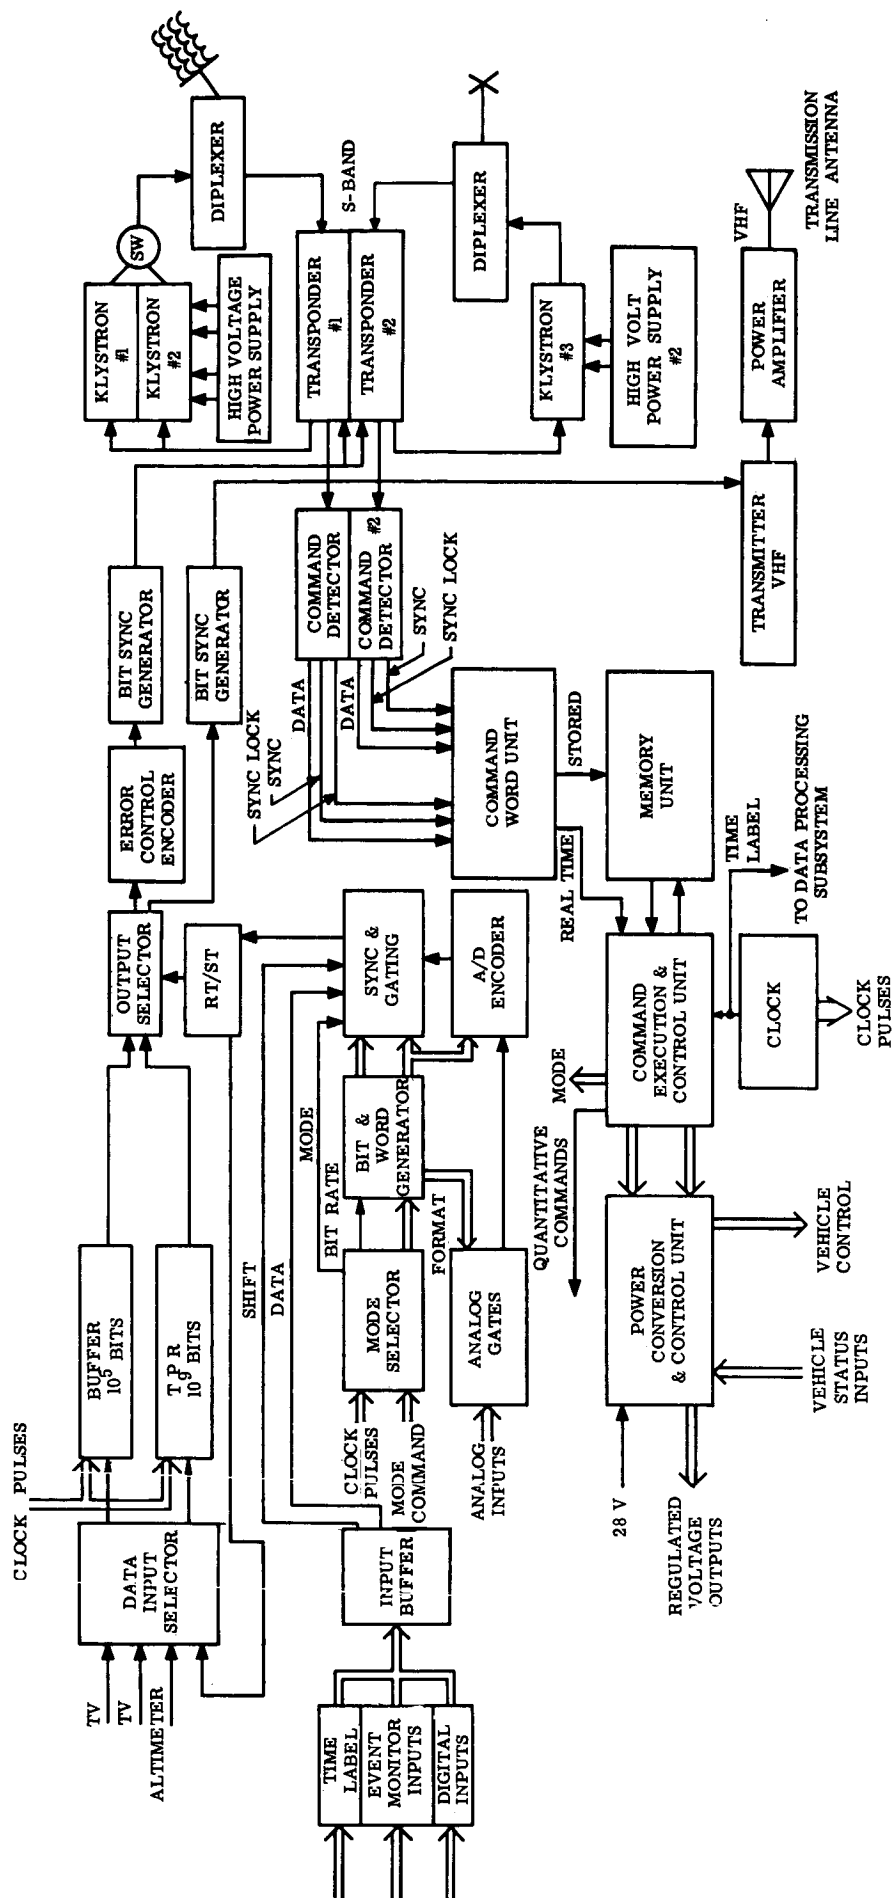 CLOCK PULSES
TV
TV
ALTIMETER
DATA
INPUT
SELECTOR
BUFFER
10⁵ BITS
T P R
10⁹ BITS
OUTPUT
SELECTOR
ERROR
CONTROL
ENCODER
BIT SYNC
GENERATOR
BIT SYNC
GENERATOR
RT/ST
KLYSTRON
#1
KLYSTRON
#2
SW
DIPLEXER
HIGH VOLTAGE
POWER SUPPLY
TRANSPONDER
#1
TRANSPONDER
#2
S-BAND
DIPLEXER
KLYSTRON
#3
HIGH VOLT
POWER SUPPLY
#2
TRANSMITTER
VHF
POWER
AMPLIFIER
VHF
TRANSMISSION
LINE ANTENNA
COMMAND
DETECTOR
COMMAND
DETECTOR
#2
SYNC LOCK
SYNC
DATA
DATA
SYNC
SYNC LOCK
COMMAND
WORD UNIT
STORED
REAL TIME
MEMORY
UNIT
TIME
LABEL
EVENT
MONITOR
INPUTS
DIGITAL
INPUTS
INPUT
BUFFER
SHIFT
DATA
MODE
BIT RATE
CLOCK
PULSES
MODE
COMMAND
MODE
SELECTOR
BIT &
WORD
GENERATOR
SYNC &
GATING
A/D
ENCODER
FORMAT
ANALOG
INPUTS
ANALOG
GATES
QUANTITATIVE
COMMANDS
MODE
COMMAND
EXECUTION &
CONTROL UNIT
28 V
REGULATED
VOLTAGE
OUTPUTS
POWER
CONVERSION
& CONTROL UNIT
VEHICLE
STATUS
INPUTS
VEHICLE
CONTROL
CLOCK
CLOCK
PULSES
TIME
LABEL
TO DATA PROCESSING
SUBSYSTEM